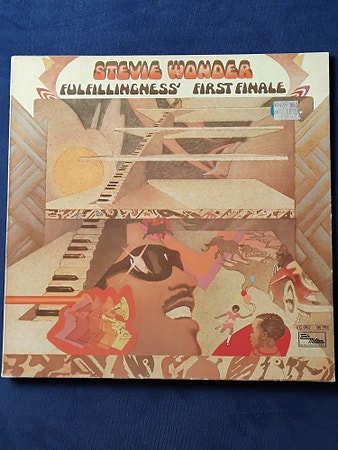 STEVIE WONDER
FULFILLINGNESS' FIRST FINALE